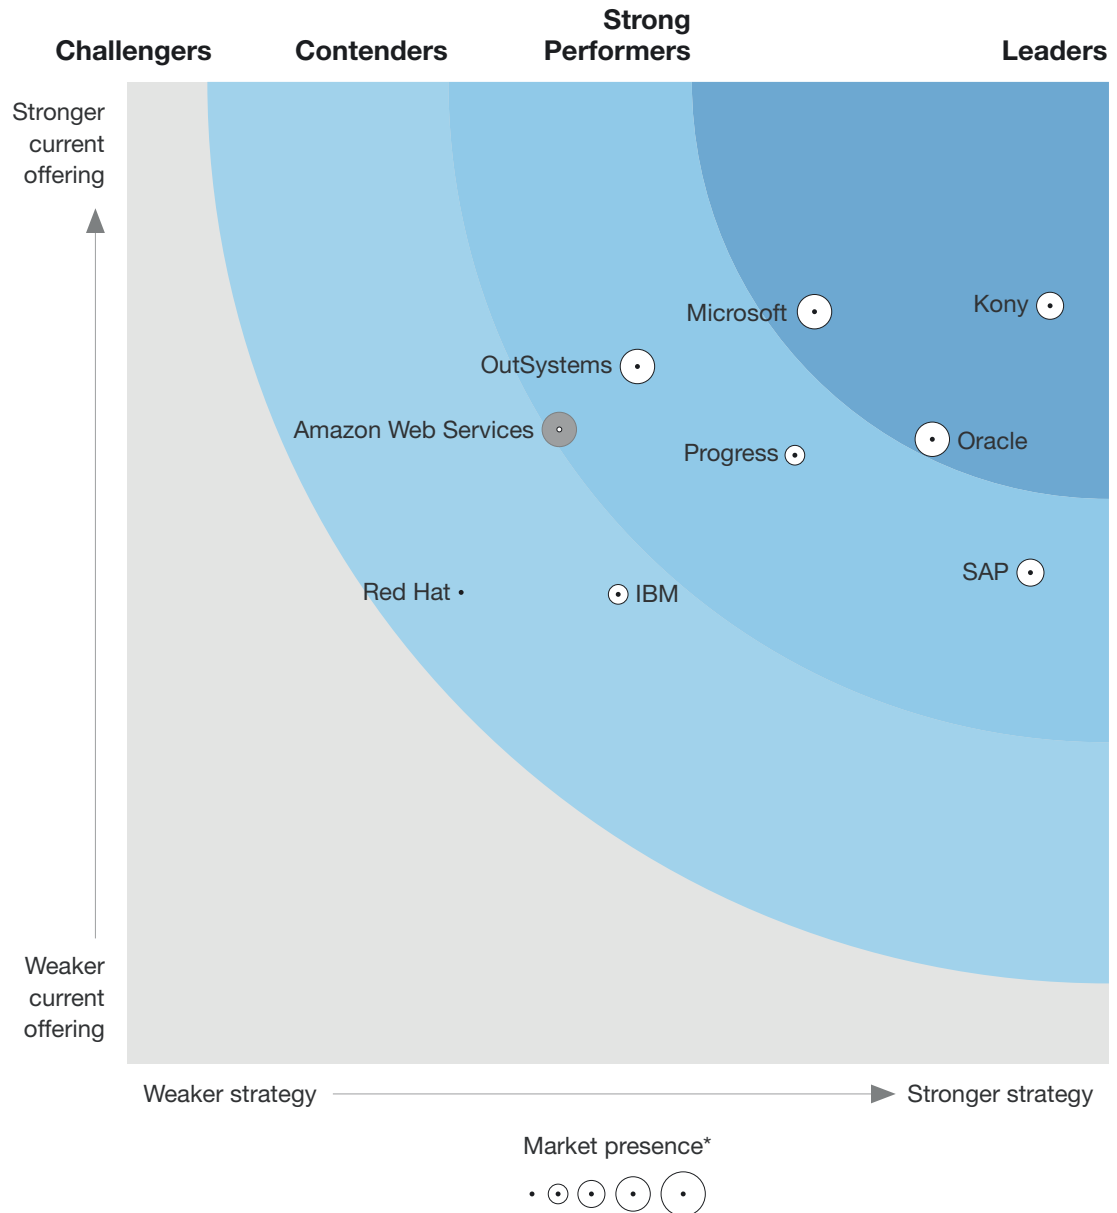 Challengers
Contenders
Strong
Performers
Leaders
Stronger
current
offering
Microsoft
Kony
OutSystems
Amazon Web Services
Progress
Oracle
SAP
Red Hat
IBM
Weaker
current
offering
Weaker strategy
Stronger strategy
Market presence*